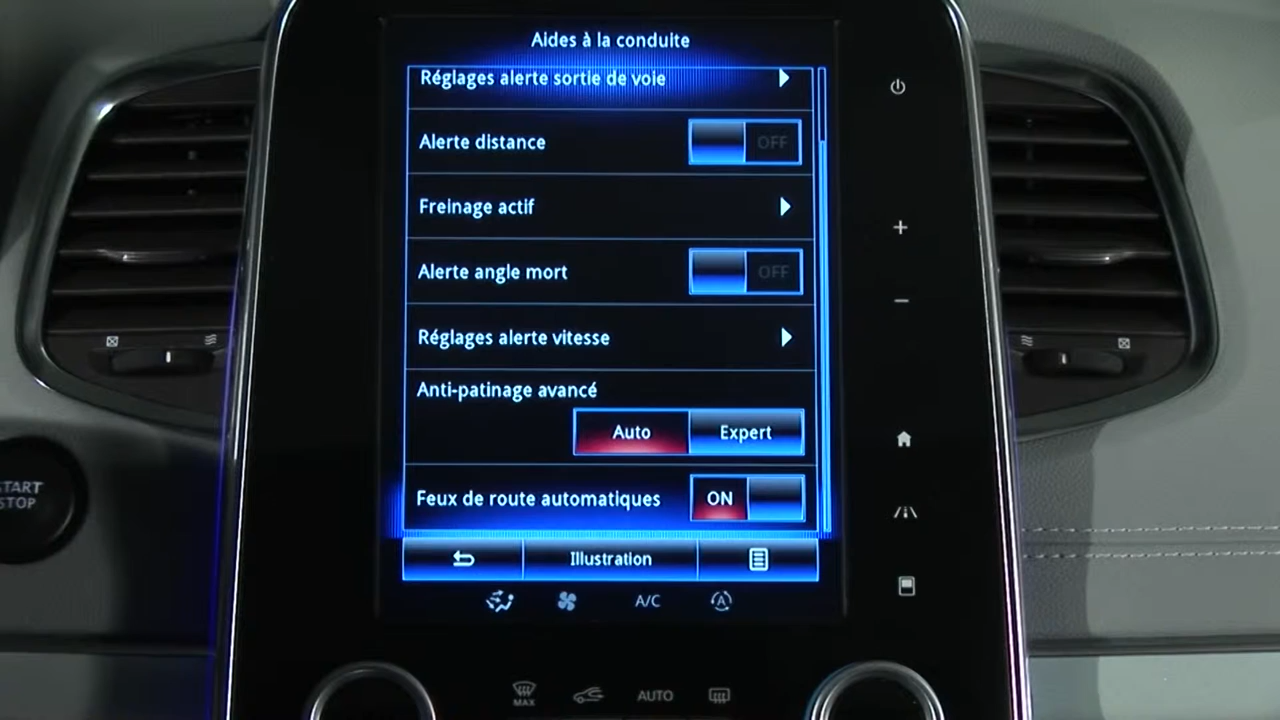 Aides à la conduite
Réglages alerte sortie de voie
Alerte distance OFF
Freinage actif
Alerte angle mort OFF
Réglages alerte vitesse
Anti-patinage avancé
Auto Expert
START
STOP
Feux de route automatiques ON
Illustration
A/C A
MAX AUTO